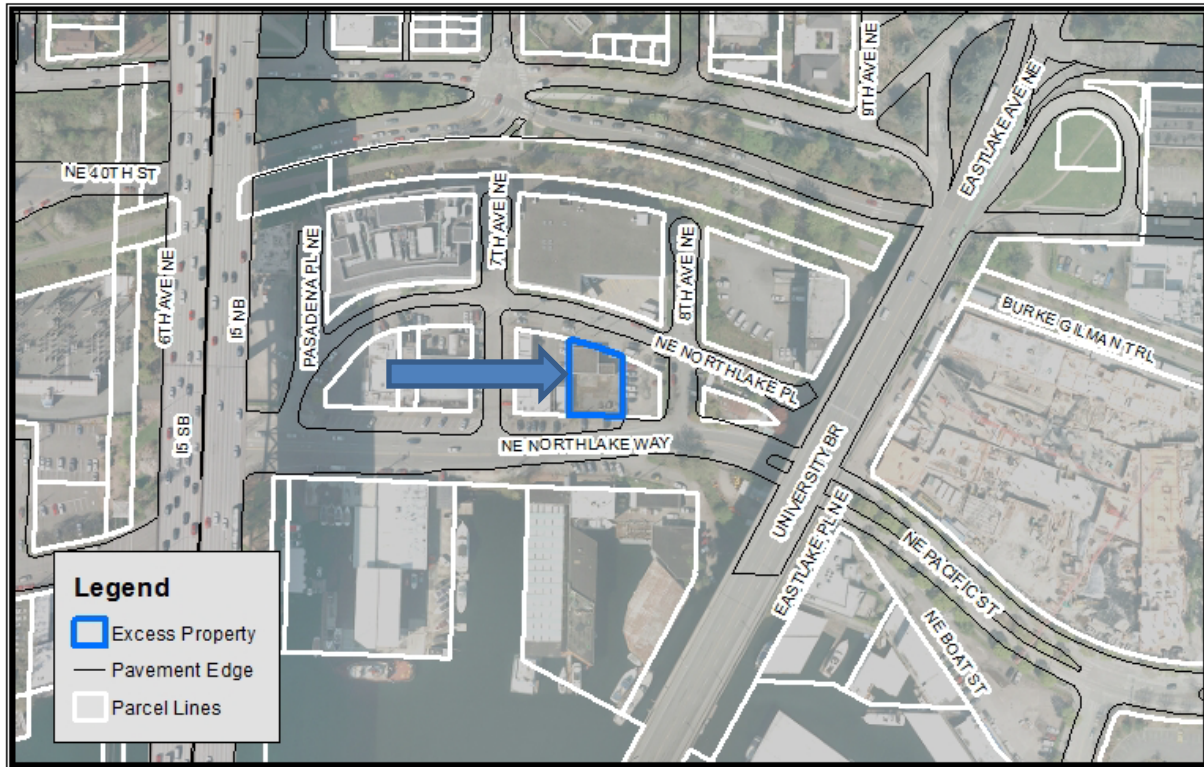 9TH AVE NE
EASTLAKE AVE NE
NE 40TH ST
7TH AVE NE
6TH AVE NE
I5 NB
PASADENA PL NE
8TH AVE NE
BURKE GILMAN TRL
NE NORTHLAKE PL
I5 SB
NE NORTHLAKE WAY
UNIVERSITY BR
EASTLAKE PL NE
NE PACIFIC ST
NE BOAT ST
Legend
Excess Property
Pavement Edge
Parcel Lines